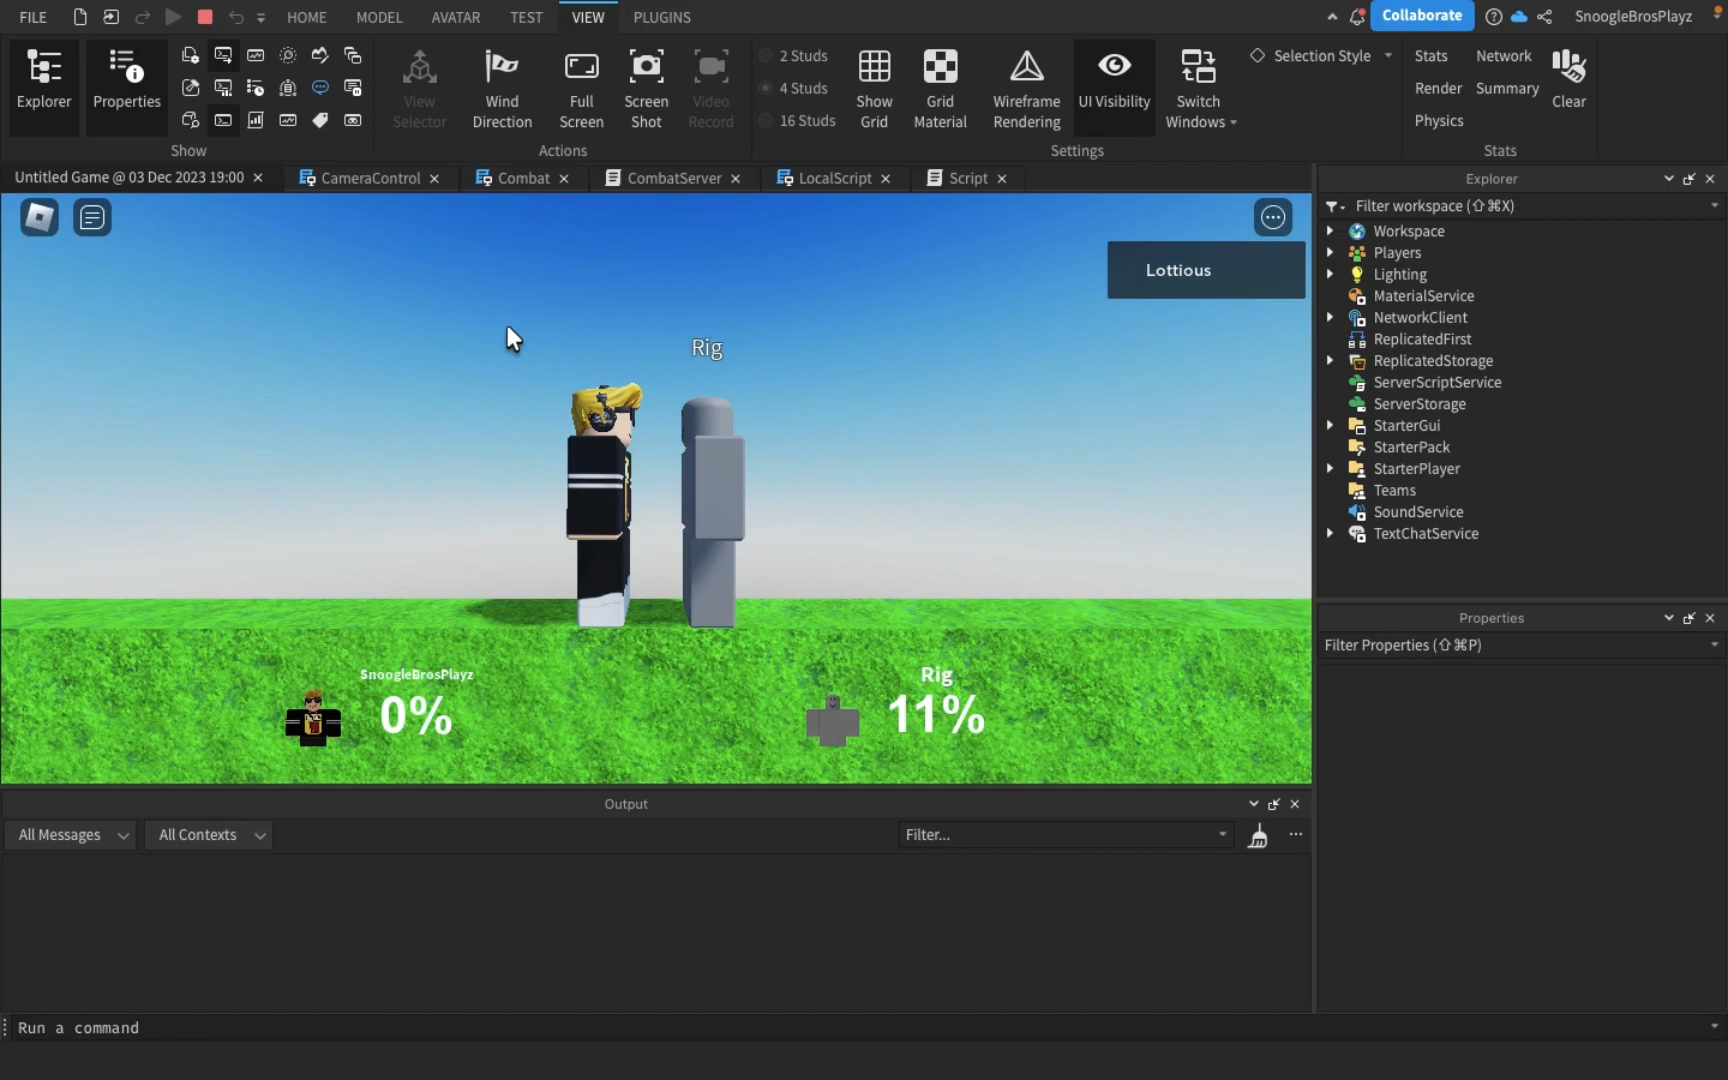 FILE HOME MODEL AVATAR TEST VIEW PLUGINS Collaborate SnoogleBrosPlayz
Explorer
Properties
Show
View
Selector
Wind
Direction
Full
Screen
Screen
Shot
Video
Record
Actions
2 Studs
4 Studs
16 Studs
Show
Grid
Grid
Material
Wireframe
Rendering
UI Visibility
Switch
Windows
Selection Style
Settings
Stats Network
Render Summary
Physics
Clear
Stats
Untitled Game @ 03 Dec 2023 19:00 CameraControl Combat CombatServer LocalScript Script
Lottious
Rig
SnoogleBrosPlayz
0%
Rig
11%
Output
All Messages All Contexts Filter...
Run a command
Explorer
Filter workspace (⇧⌘X)
Workspace
Players
Lighting
MaterialService
NetworkClient
ReplicatedFirst
ReplicatedStorage
ServerScriptService
ServerStorage
StarterGui
StarterPack
StarterPlayer
Teams
SoundService
TextChatService
Properties
Filter Properties (⇧⌘P)